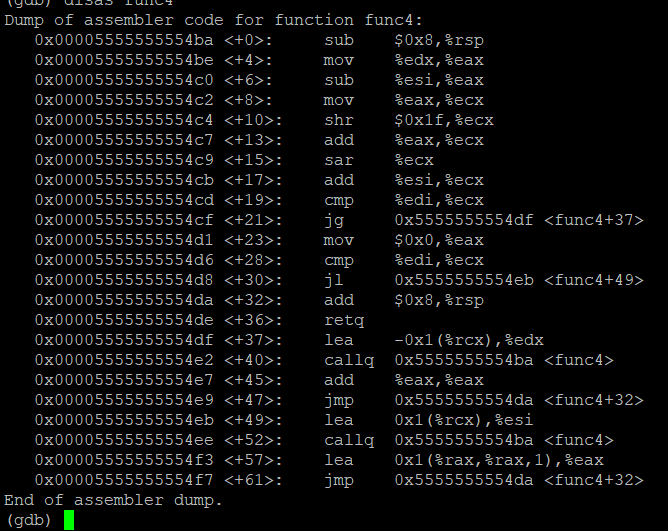 (gdb) disas func4
Dump of assembler code for function func4:
0x00005555555554ba <+0>: sub $0x8,%rsp
0x00005555555554be <+4>: mov %edx,%eax
0x00005555555554c0 <+6>: sub %esi,%eax
0x00005555555554c2 <+8>: mov %eax,%ecx
0x00005555555554c4 <+10>: shr $0x1f,%ecx
0x00005555555554c7 <+13>: add %eax,%ecx
0x00005555555554c9 <+15>: sar %ecx
0x00005555555554cb <+17>: add %esi,%ecx
0x00005555555554cd <+19>: cmp %edi,%ecx
0x00005555555554cf <+21>: jg 0x5555555554df <func4+37>
0x00005555555554d1 <+23>: mov $0x0,%eax
0x00005555555554d6 <+28>: cmp %edi,%ecx
0x00005555555554d8 <+30>: jl 0x5555555554eb <func4+49>
0x00005555555554da <+32>: add $0x8,%rsp
0x00005555555554de <+36>: retq
0x00005555555554df <+37>: lea -0x1(%rcx),%edx
0x00005555555554e2 <+40>: callq 0x5555555554ba <func4>
0x00005555555554e7 <+45>: add %eax,%eax
0x00005555555554e9 <+47>: jmp 0x5555555554da <func4+32>
0x00005555555554eb <+49>: lea 0x1(%rcx),%esi
0x00005555555554ee <+52>: callq 0x5555555554ba <func4>
0x00005555555554f3 <+57>: lea 0x1(%rax,%rax,1),%eax
0x00005555555554f7 <+61>: jmp 0x5555555554da <func4+32>
End of assembler dump.
(gdb)